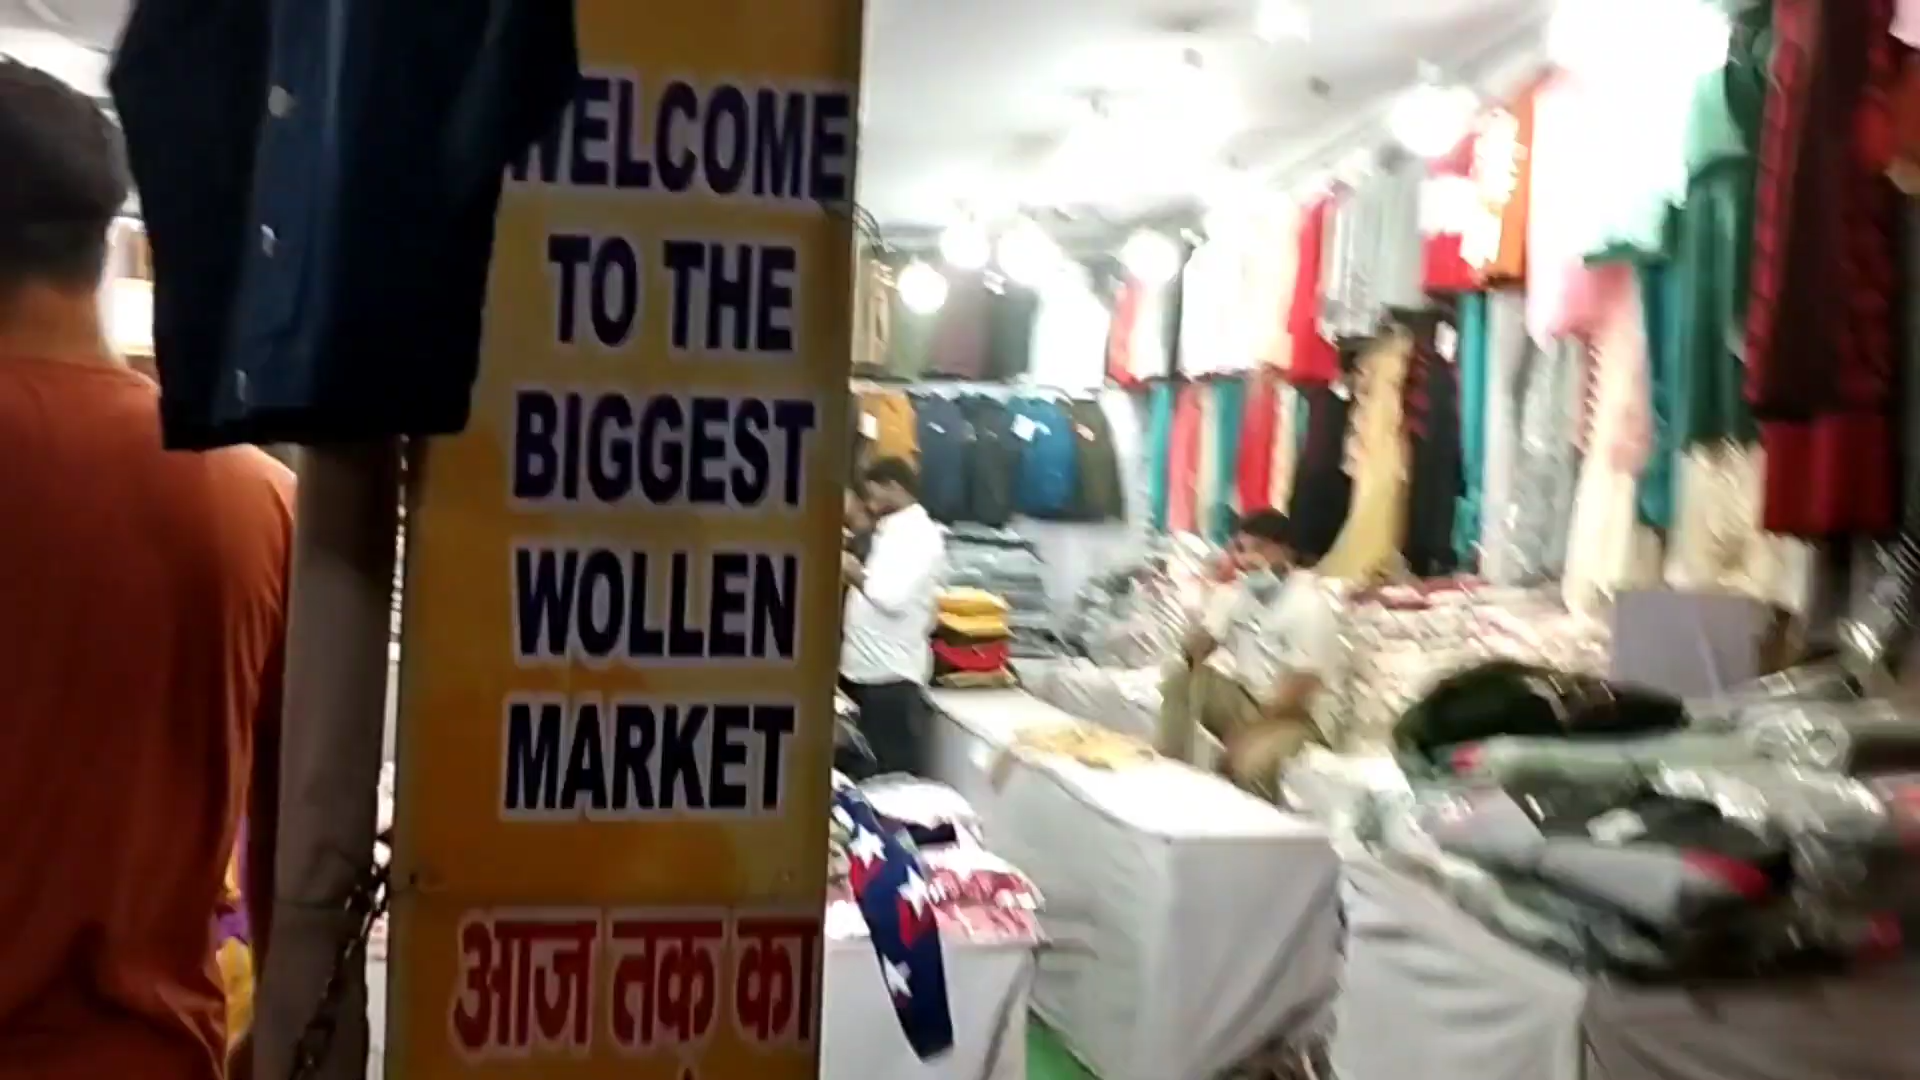 WELCOME
TO THE
BIGGEST
WOLLEN
MARKET
आज तक का